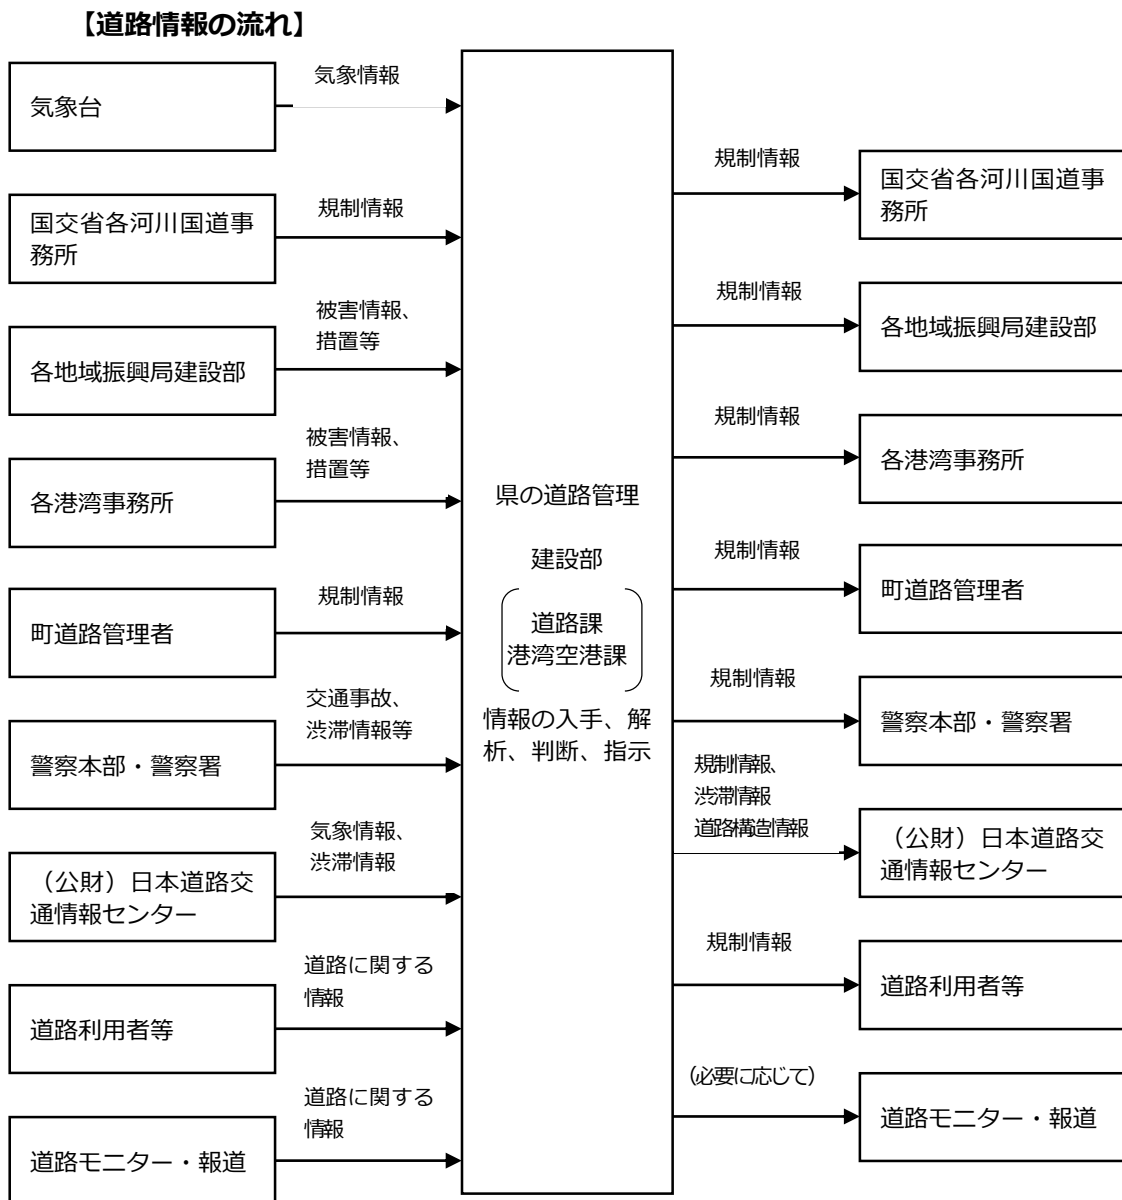 【道路情報の流れ】
気象台
気象情報
国交省各河川国道事
務所
規制情報
各地域振興局建設部
被害情報、
措置等
各港湾事務所
被害情報、
措置等
町道路管理者
規制情報
警察本部・警察署
交通事故、
渋滞情報等
（公財）日本道路交
通情報センター
気象情報、
渋滞情報
道路利用者等
道路に関する
情報
道路モニター・報道
道路に関する
情報
県の道路管理
建設部
道路課
港湾空港課
情報の入手、解
析、判断、指示
規制情報
国交省各河川国道事
務所
規制情報
各地域振興局建設部
規制情報
各港湾事務所
規制情報
町道路管理者
規制情報
警察本部・警察署
規制情報、
渋滞情報
道路構造情報
（公財）日本道路交
通情報センター
規制情報
道路利用者等
（必要に応じて）
道路モニター・報道